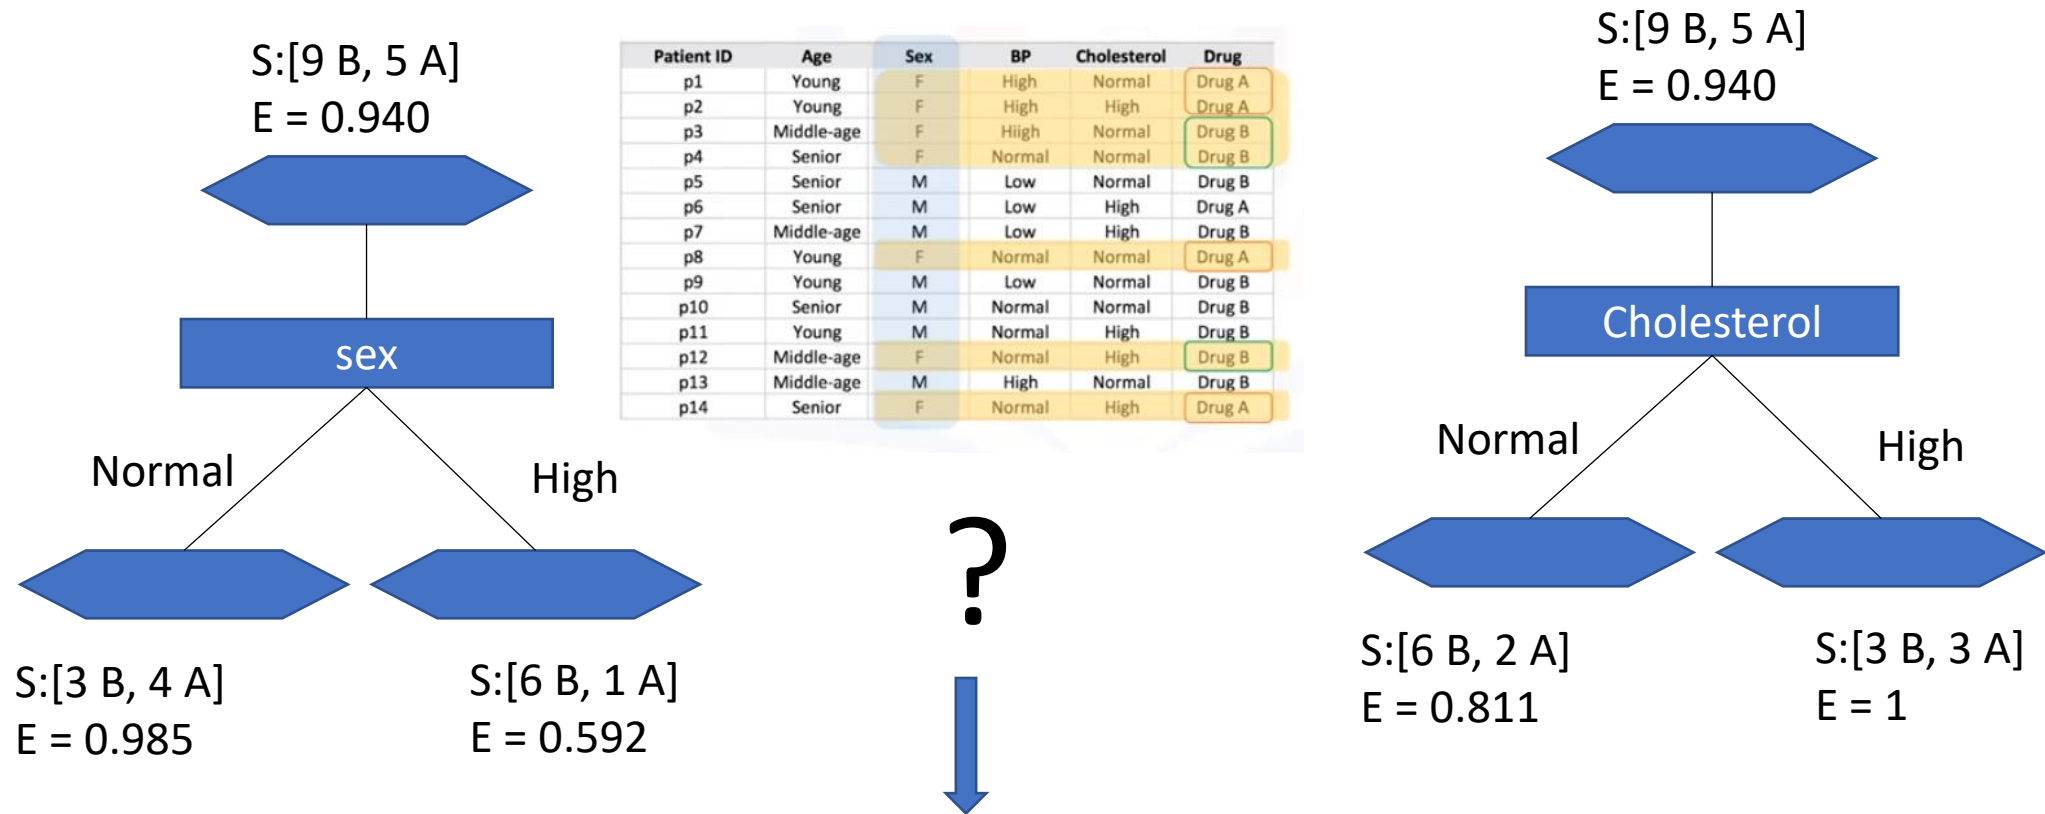 S:[9 B, 5 A]
E = 0.940
sex
Normal
High
S:[3 B, 4 A]
E = 0.985
S:[6 B, 1 A]
E = 0.592
Patient ID Age Sex BP Cholesterol Drug
p1 Young F High Normal Drug A
p2 Young F High High Drug A
p3 Middle-age F Hiigh Normal Drug B
p4 Senior F Normal Normal Drug B
p5 Senior M Low Normal Drug B
p6 Senior M Low High Drug A
p7 Middle-age M Low High Drug B
p8 Young F Normal Normal Drug A
p9 Young M Low Normal Drug B
p10 Senior M Normal Normal Drug B
p11 Young M Normal High Drug B
p12 Middle-age F Normal High Drug B
p13 Middle-age M High Normal Drug B
p14 Senior F Normal High Drug A
?
S:[9 B, 5 A]
E = 0.940
Cholesterol
Normal
High
S:[6 B, 2 A]
E = 0.811
S:[3 B, 3 A]
E = 1